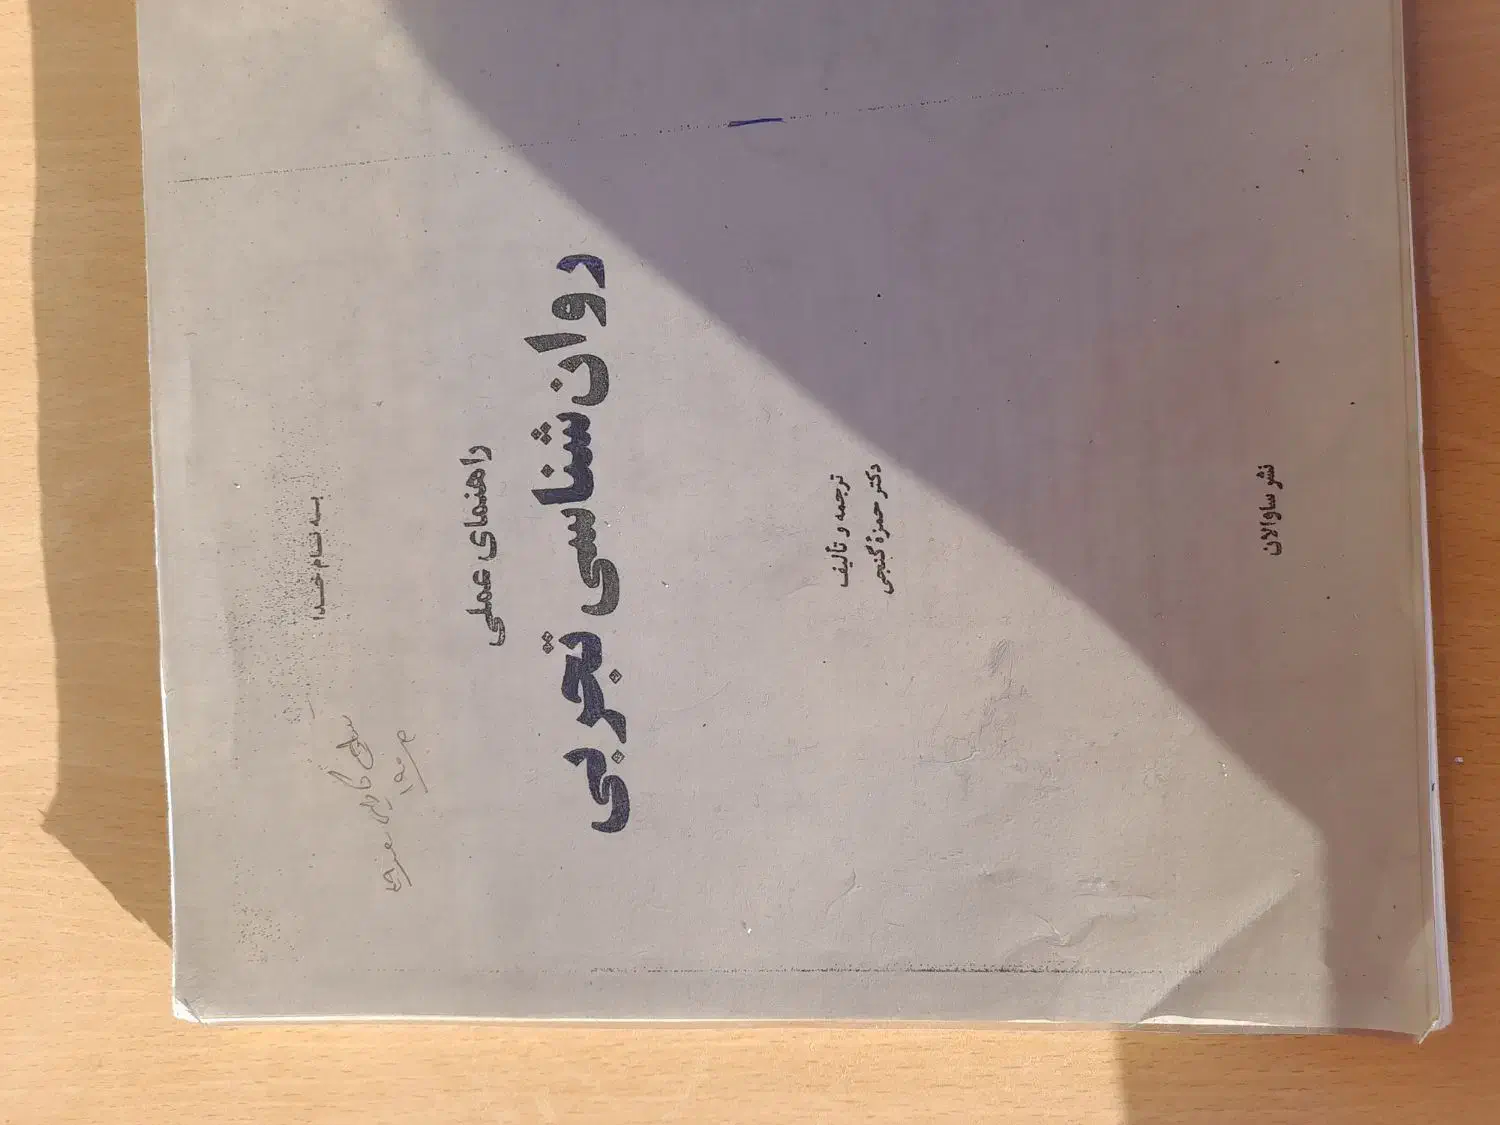 به نام خدا
راهنمای عملی
روان‌شناسی تجربی
ترجمه و تألیف
دکتر حمزهٔ گنجی
نشر ساوالان